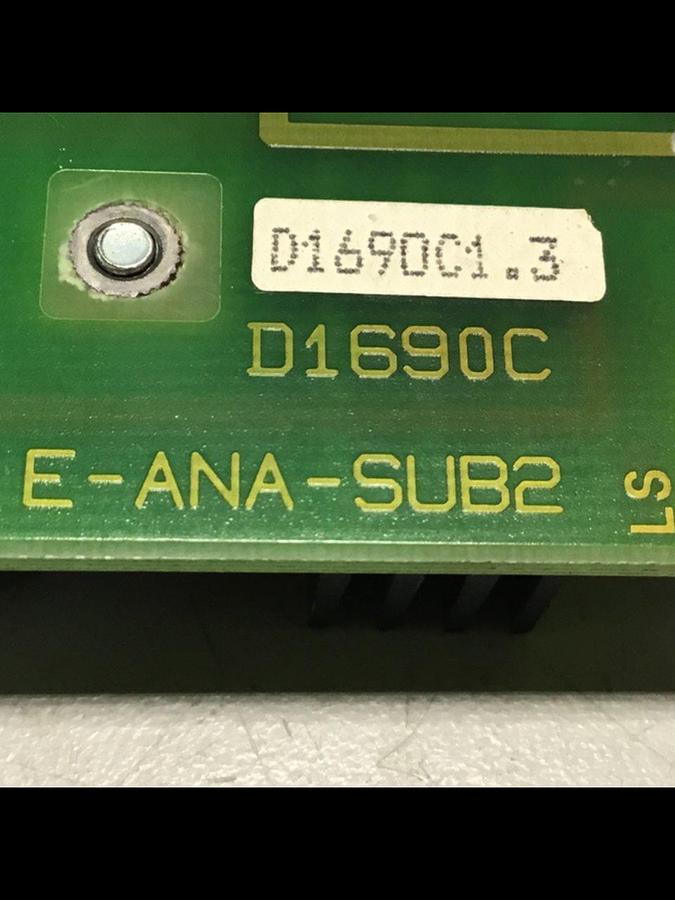 D1690C1.3
D1690C
E-ANA-SUB2
LS